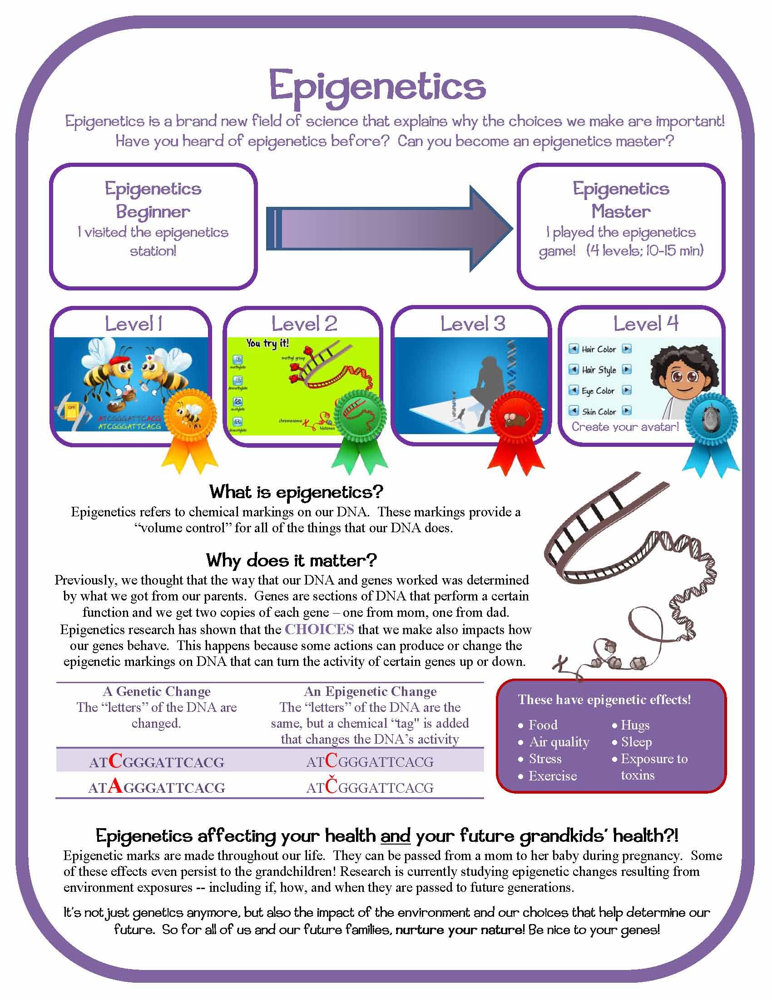 Epigenetics
Epigenetics is a brand new field of science that explains why the choices we make are important!
Have you heard of epigenetics before?  Can you become an epigenetics master?
Epigenetics
Beginner
I visited the epigenetics
station!
Epigenetics
Master
I played the epigenetics
game!  (4 levels; 10-15 min)
Level 1
OFF
ATCGGGATTCACG
ATCGGGATTCACG
Level 2
You try it!
methyl group
methylate
demethylate
acetylate
deacetylate
chromosome
histones
Level 3
Level 4
Hair Color
Hair Style
Eye Color
Skin Color
Create your avatar!
What is epigenetics?
Epigenetics refers to chemical markings on our DNA.  These markings provide a
“volume control” for all of the things that our DNA does.
Why does it matter?
Previously, we thought that the way that our DNA and genes worked was determined
by what we got from our parents.  Genes are sections of DNA that perform a certain
function and we get two copies of each gene – one from mom, one from dad.
Epigenetics research has shown that the CHOICES that we make also impacts how
our genes behave.  This happens because some actions can produce or change the
epigenetic markings on DNA that can turn the activity of certain genes up or down.
A Genetic Change
The “letters” of the DNA are
changed.
ATCGGGATTCACG
ATAGGGATTCACG
An Epigenetic Change
The “letters” of the DNA are the
same, but a chemical “tag" is added
that changes the DNA’s activity
ATCGGGATTCACG
ATČGGGATTCACG
These have epigenetic effects!
• Food
• Air quality
• Stress
• Exercise
• Hugs
• Sleep
• Exposure to
toxins
Epigenetics affecting your health and your future grandkids’ health?!
Epigenetic marks are made throughout our life.  They can be passed from a mom to her baby during pregnancy.  Some
of these effects even persist to the grandchildren! Research is currently studying epigenetic changes resulting from
environment exposures -- including if, how, and when they are passed to future generations.
It’s not just genetics anymore, but also the impact of the environment and our choices that help determine our
future.  So for all of us and our future families, nurture your nature! Be nice to your genes!